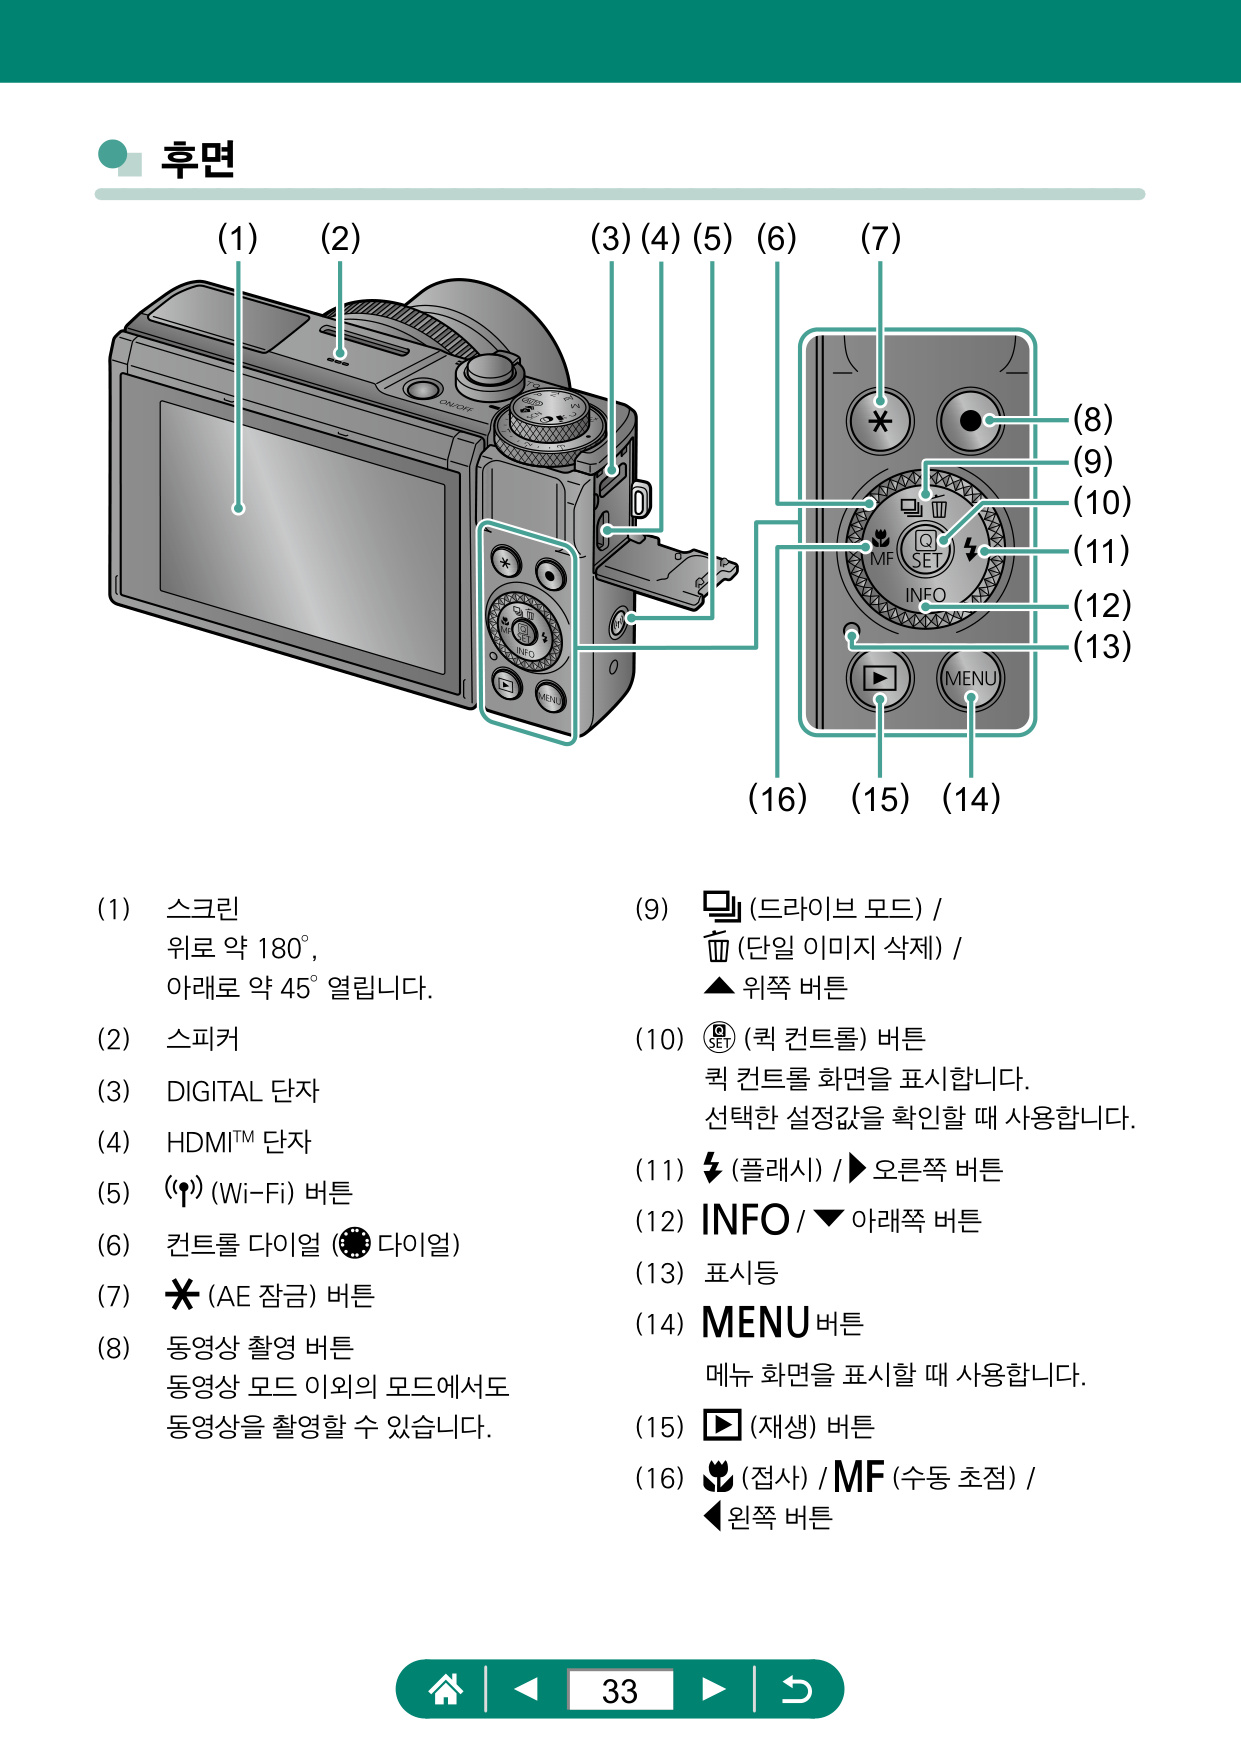 후면
(1) (2) (3) (4) (5) (6) (7)
(8)
(9)
(10)
(11)
(12)
(13)
(16) (15) (14)
ON/OFF
INFO
MENU
Q
SET
MF
INFO
MENU
(1) 스크린
위로 약 180°,
아래로 약 45° 열립니다.
(2) 스피커
(3) DIGITAL 단자
(4) HDMI™ 단자
(5) (Wi-Fi) 버튼
(6) 컨트롤 다이얼 ( 다이얼)
(7) (AE 잠금) 버튼
(8) 동영상 촬영 버튼
동영상 모드 이외의 모드에서도
동영상을 촬영할 수 있습니다.
(9) (드라이브 모드) /
(단일 이미지 삭제) /
▲ 위쪽 버튼
(10) Q SET (퀵 컨트롤) 버튼
퀵 컨트롤 화면을 표시합니다.
선택한 설정값을 확인할 때 사용합니다.
(11) (플래시) / ▶ 오른쪽 버튼
(12) INFO / ▼ 아래쪽 버튼
(13) 표시등
(14) MENU 버튼
메뉴 화면을 표시할 때 사용합니다.
(15) (재생) 버튼
(16) (접사) / MF (수동 초점) /
◀ 왼쪽 버튼
33